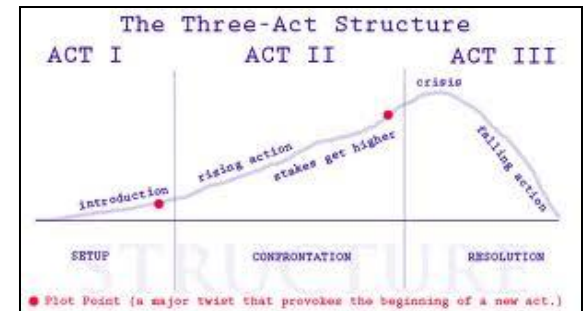 The Three-Act Structure
ACT I ACT II ACT III
crisis
rising action
stakes get higher
falling action
introduction
SETUP CONFRONTATION RESOLUTION
STRUCTURE
Plot Point (a major twist that provokes the beginning of a new act.)